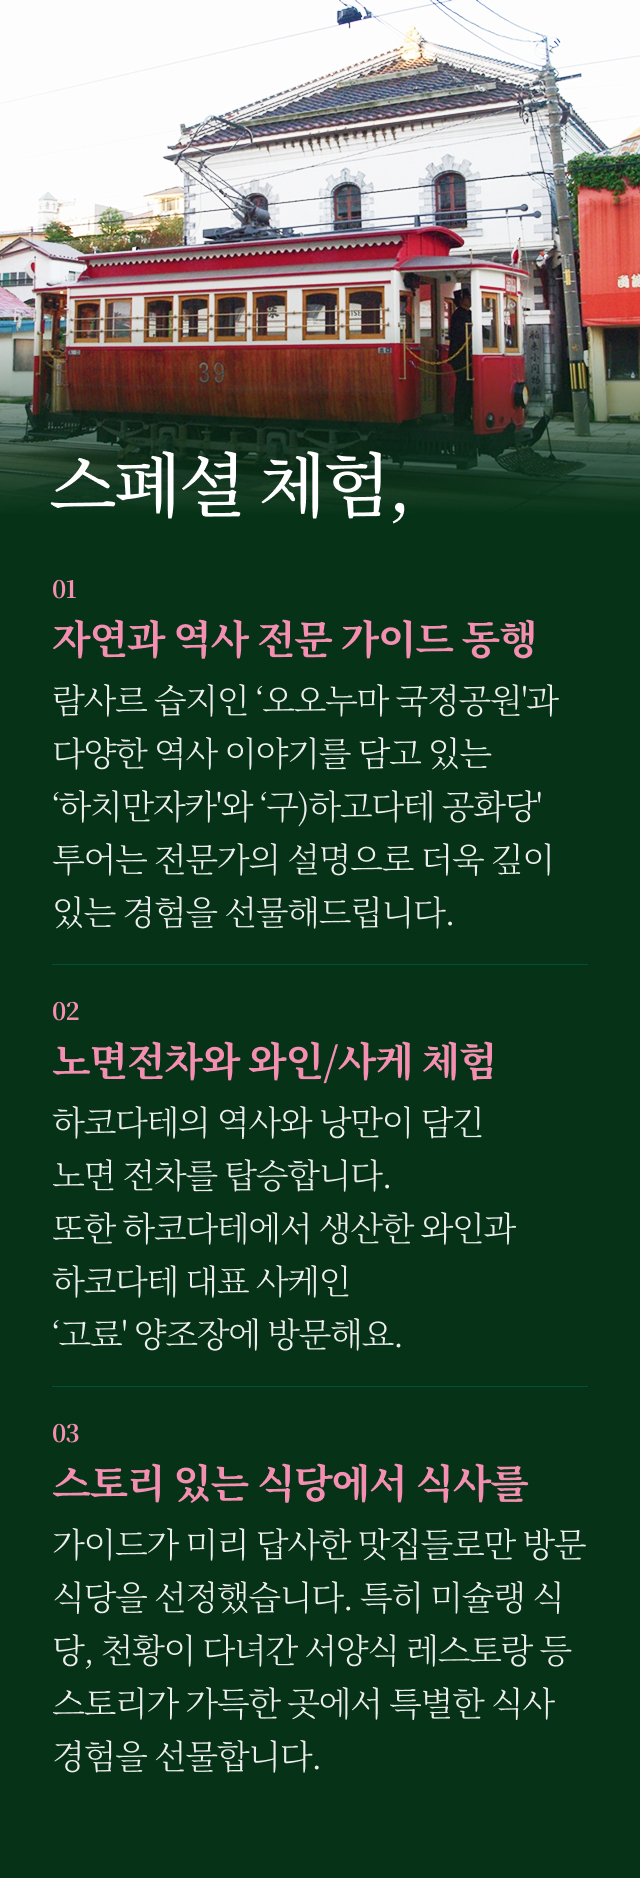 39
스폐셜 체험,
01
자연과 역사 전문 가이드 동행
람사르 습지인 ‘오오누마 국정공원'과
다양한 역사 이야기를 담고 있는
‘하치만자카'와 ‘구)하고다테 공화당'
투어는 전문가의 설명으로 더욱 깊이
있는 경험을 선물해드립니다.
02
노면전차와 와인/사케 체험
하코다테의 역사와 낭만이 담긴
노면 전차를 탑승합니다.
또한 하코다테에서 생산한 와인과
하코다테 대표 사케인
‘고료' 양조장에 방문해요.
03
스토리 있는 식당에서 식사를
가이드가 미리 답사한 맛집들로만 방문
식당을 선정했습니다. 특히 미슐랭 식
당, 천황이 다녀간 서양식 레스토랑 등
스토리가 가득한 곳에서 특별한 식사
경험을 선물합니다.